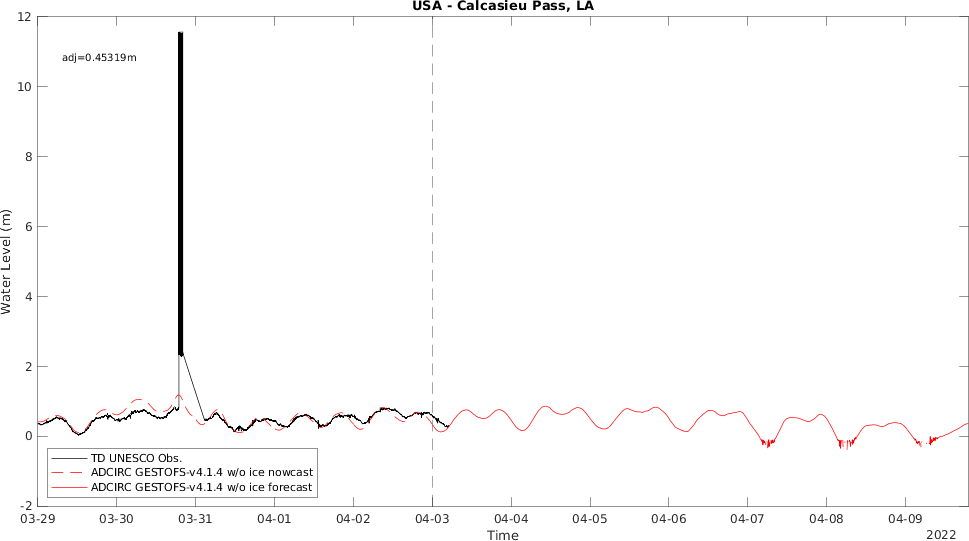 USA - Calcasieu Pass, LA
12
adj=0.45319m
10
8
6
4
2
0
-2
Water Level (m)
TD UNESCO Obs.
ADCIRC GESTOFS-v4.1.4 w/o ice nowcast
ADCIRC GESTOFS-v4.1.4 w/o ice forecast
03-29 03-30 03-31 04-01 04-02 04-03 04-04 04-05 04-06 04-07 04-08 04-09
Time
2022